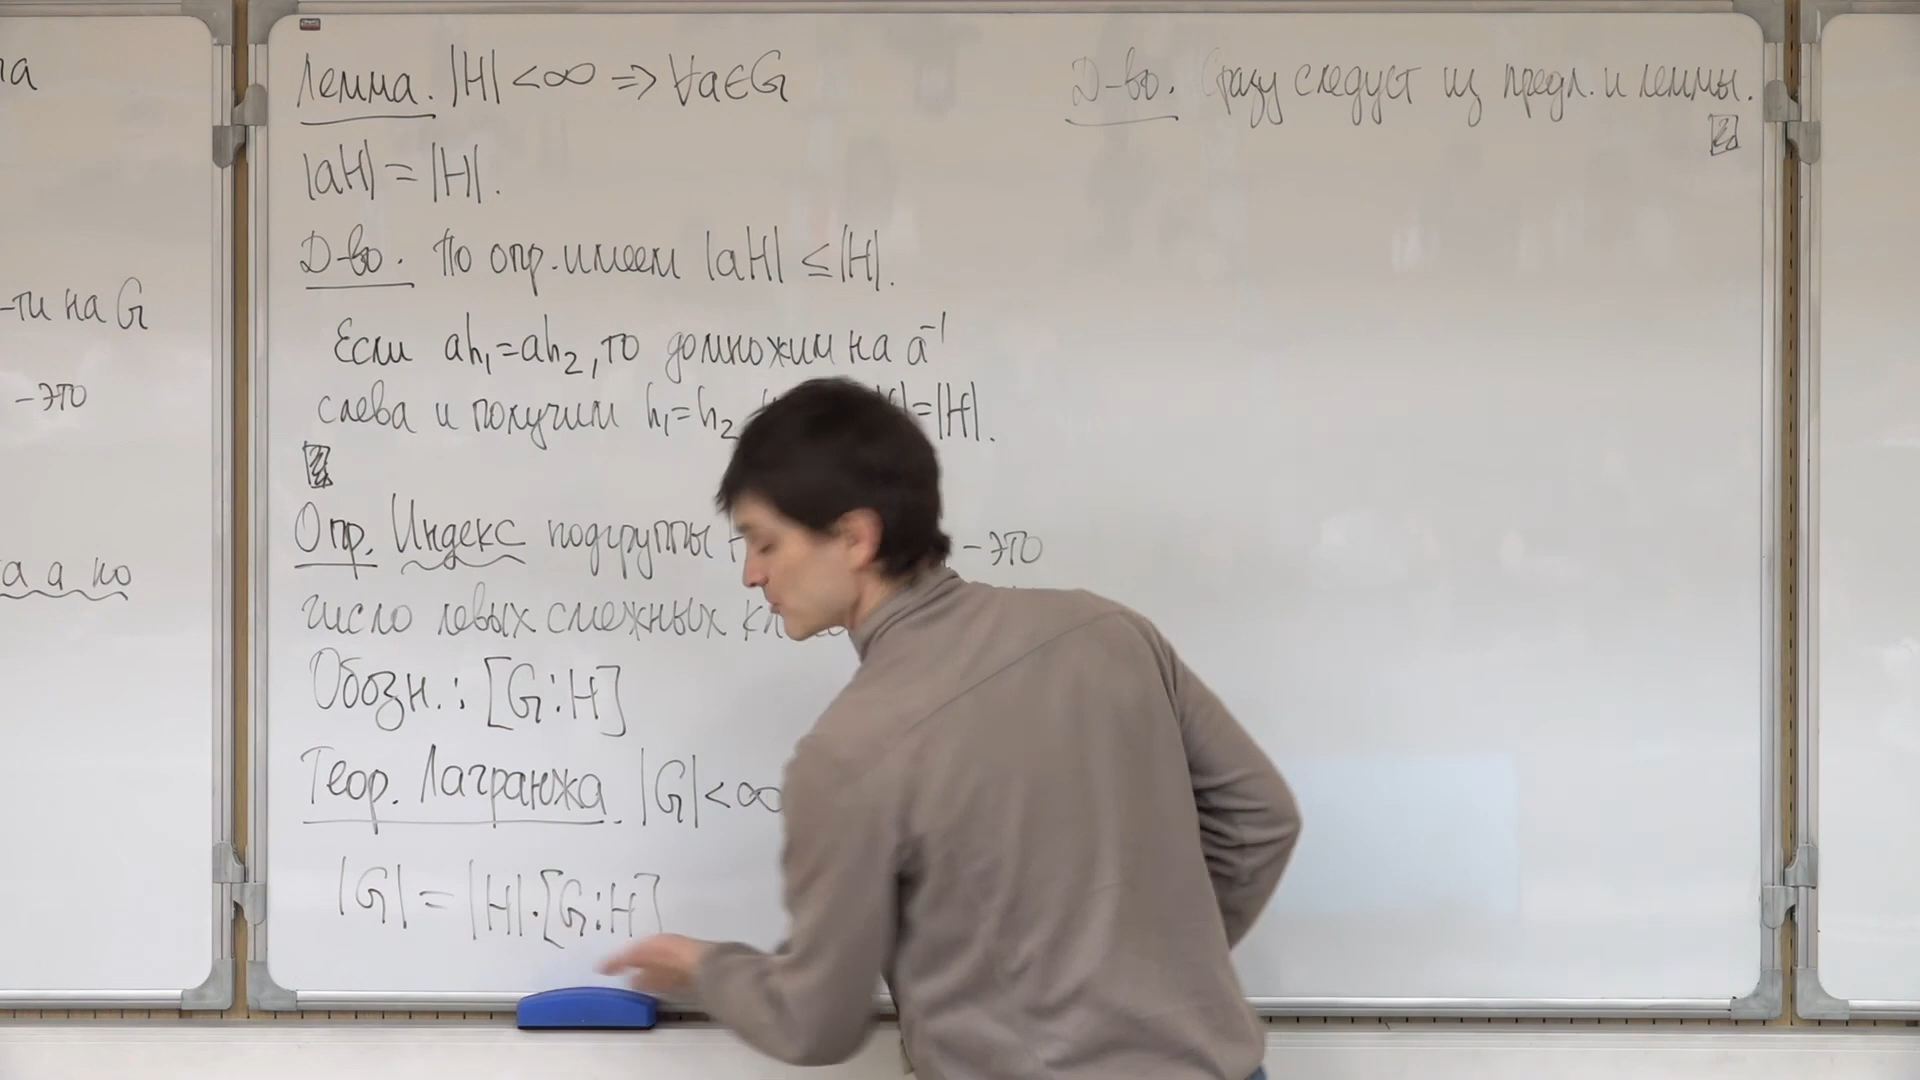 а
-ти на G
-это
а а по
Лемма. |H| < ∞ ⇒ ∀a∈G
|aH| = |H|.
Д-во. По опр. имеем |aH| ≤ |H|.
Если ah₁=ah₂, то домножим на a⁻¹
слева и получим h₁=h₂ =|H|.
Опр. Индекс подгруппы - это
число левых смежных
Обозн.: [G:H]
Теор. Лагранжа. |G| < ∞
|G| = |H|·[G:H]
Д-во. Сразу следует из предл. и леммы.